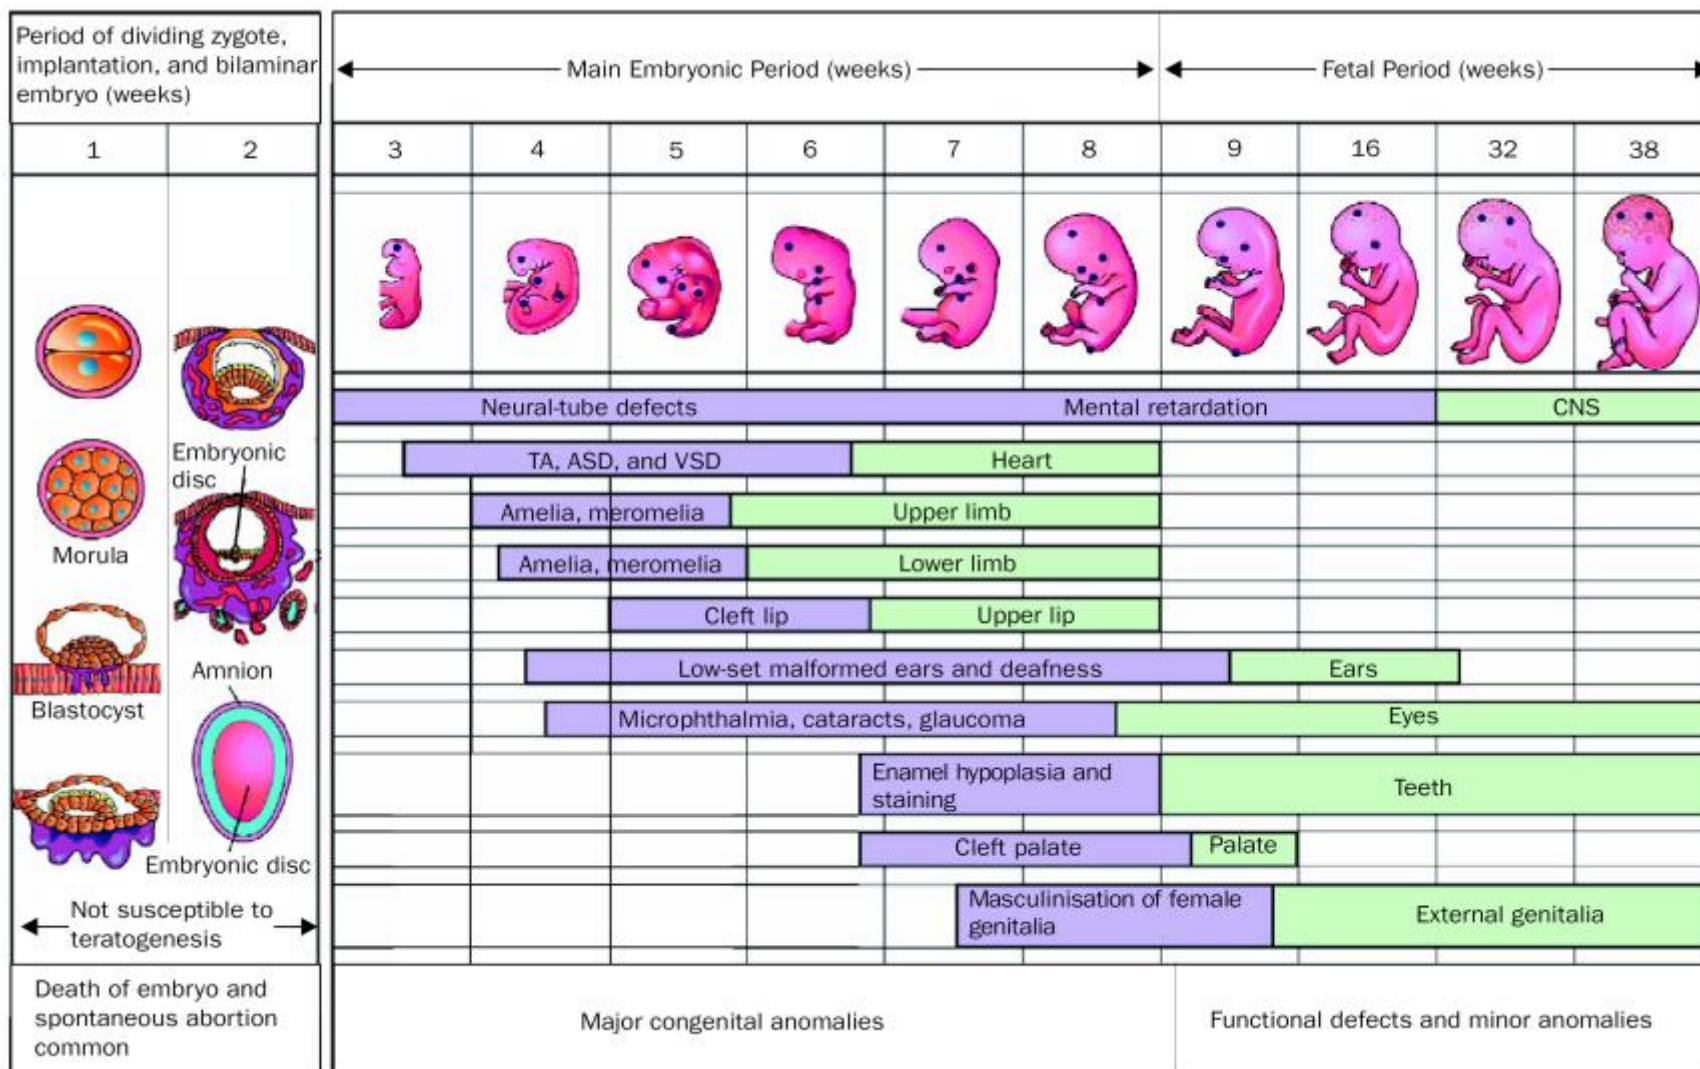 Period of dividing zygote,
implantation, and bilaminar
embryo (weeks)
Main Embryonic Period (weeks)
Fetal Period (weeks)
1
2
3
4
5
6
7
8
9
16
32
38
Neural-tube defects
Mental retardation
CNS
Embryonic
disc
TA, ASD, and VSD
Heart
Amelia, meromelia
Upper limb
Morula
Amelia, meromelia
Lower limb
Cleft lip
Upper lip
Amnion
Low-set malformed ears and deafness
Ears
Blastocyst
Microphthalmia, cataracts, glaucoma
Eyes
Enamel hypoplasia and
staining
Teeth
Embryonic disc
Cleft palate
Palate
Not susceptible to
teratogenesis
Masculinisation of female
genitalia
External genitalia
Death of embryo and
spontaneous abortion
common
Major congenital anomalies
Functional defects and minor anomalies